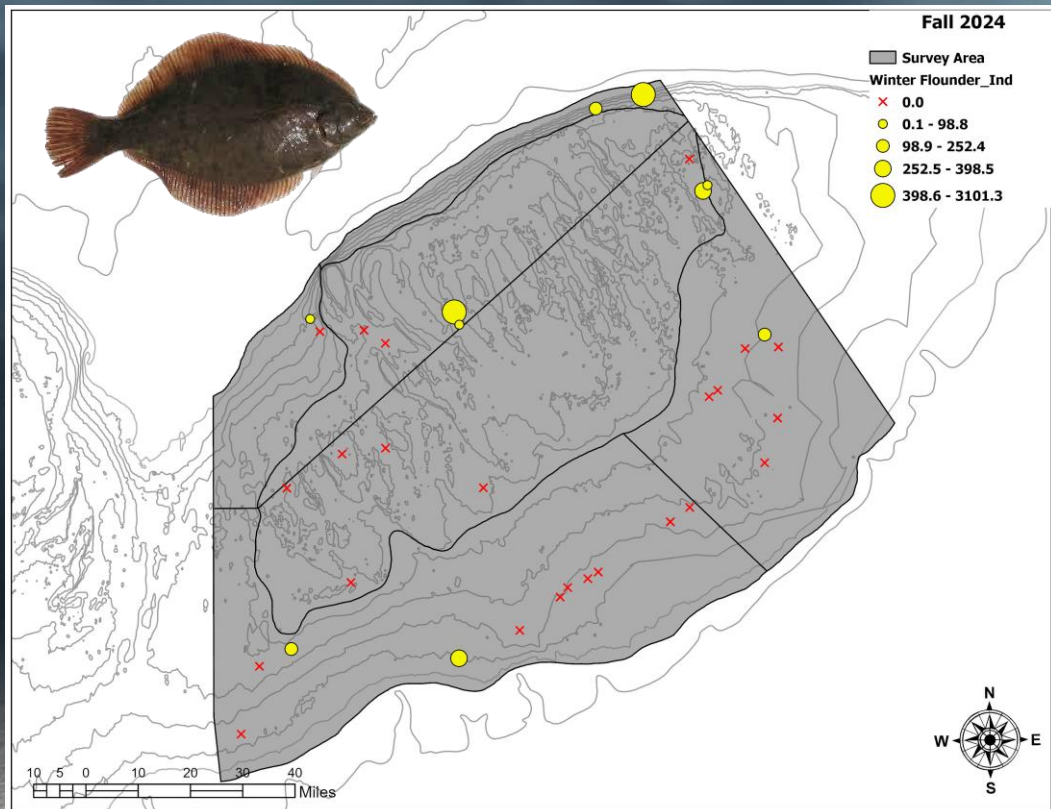 Fall 2024
Survey Area
Winter Flounder_Ind
0.0
0.1 - 98.8
98.9 - 252.4
252.5 - 398.5
398.6 - 3101.3
N
W E
S
10 5 0 10 20 30 40
Miles